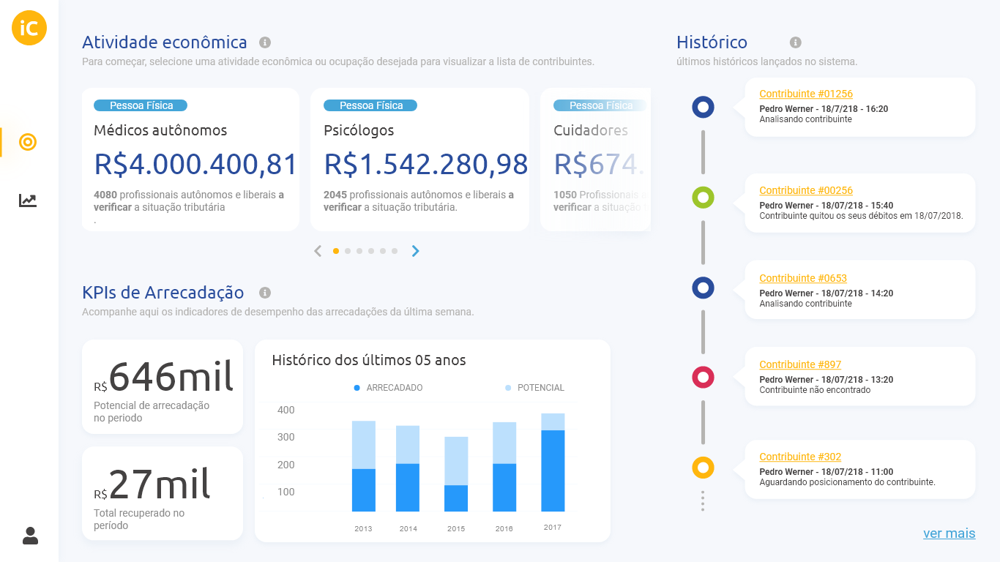 iC
Atividade econômica
Para começar, selecione uma atividade econômica ou ocupação desejada para visualizar a lista de contribuintes.
Pessoa Física
Médicos autônomos
R$4.000.400,81
4080 profissionais autônomos e liberais a
verificar a situação tributária
.
Pessoa Física
Psicólogos
R$1.542.280,98
2045 profissionais autônomos e liberais a
verificar a situação tributária.
Pessoa Física
Cuidadores
R$674.
1050 Profissionais
verificar a situação
KPIs de Arrecadação
Acompanhe aqui os indicadores de desempenho das arrecadações da última semana.
R$646mil
Potencial de arrecadação
no periodo
R$27mil
Total recuperado no
período
Histórico dos últimos 05 anos
ARRECADADO
POTENCIAL
400
300
200
100
2013
2014
2015
2016
2017
Histórico
últimos históricos lançados no sistema.
Contribuinte #01256
Pedro Werner - 18/7/218 - 16:20
Analisando contribuinte
Contribuinte #00256
Pedro Werner - 18/07/218 - 15:40
Contribuinte quitou os seus débitos em 18/07/2018.
Contribuinte #0653
Pedro Werner - 18/07/218 - 14:20
Analisando contribuinte
Contribuinte #897
Pedro Werner - 18/07/218 - 13:20
Contribuinte não encontrado
Contribuinte #302
Pedro Werner - 18/07/218 - 11:00
Aguardando posicionamento do contribuinte.
ver mais